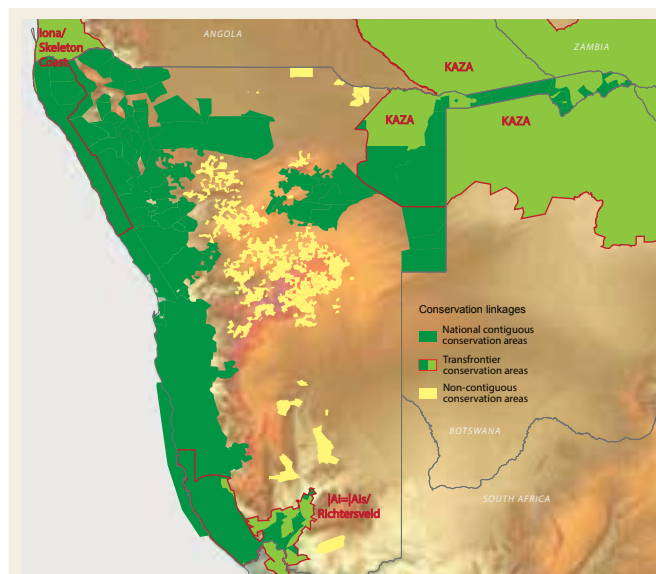 Iona/
Skeleton
Coast
ANGOLA
ZAMBIA
KAZA
KAZA
KAZA
Conservation linkages
National contiguous
conservation areas
Transfrontier
conservation areas
Non-contiguous
conservation areas
BOTSWANA
SOUTH AFRICA
|Ai=|Ais/
Richtersveld